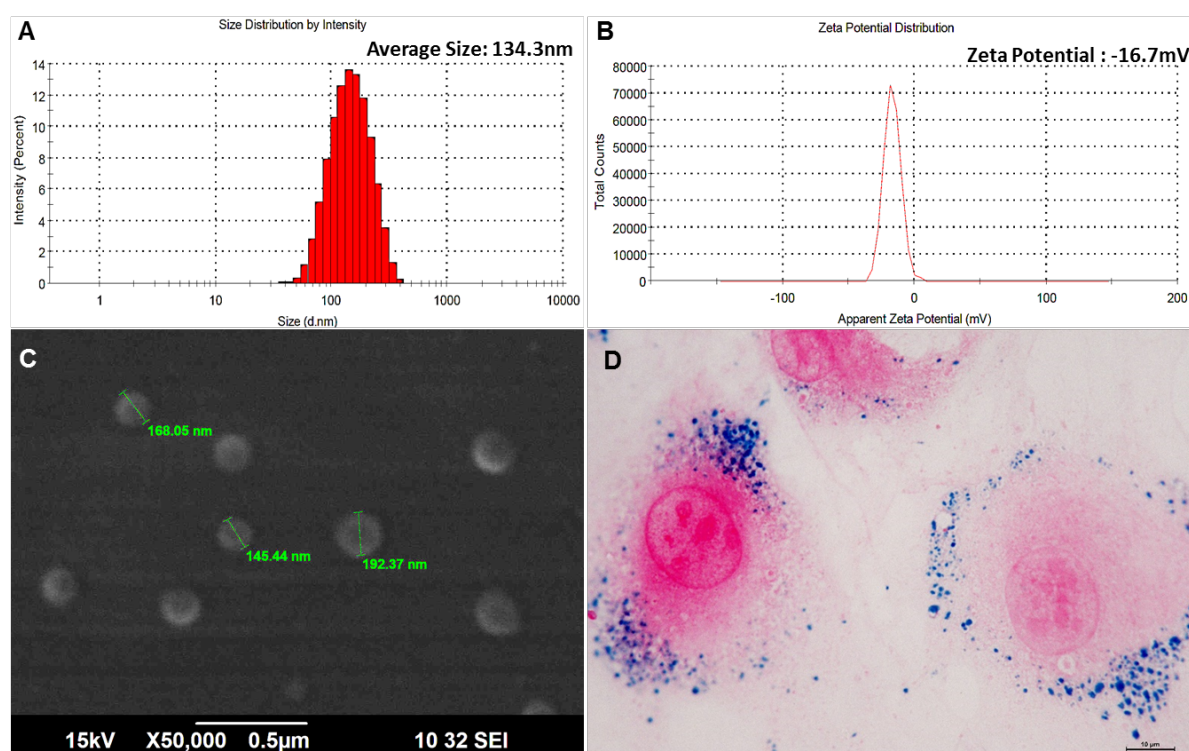 A
Size Distribution by Intensity
Average Size: 134.3nm
14
12
10
8
6
4
2
0
Intensity (Percent)
1
10
100
1000
10000
Size (d.nm)
B
Zeta Potential Distribution
Zeta Potential : -16.7mV
80000
70000
60000
50000
40000
30000
20000
10000
0
Total Counts
-100
0
100
200
Apparent Zeta Potential (mV)
C
168.05 nm
145.44 nm
192.37 nm
15kV X50,000 0.5µm 10 32 SEI
D
10 µm